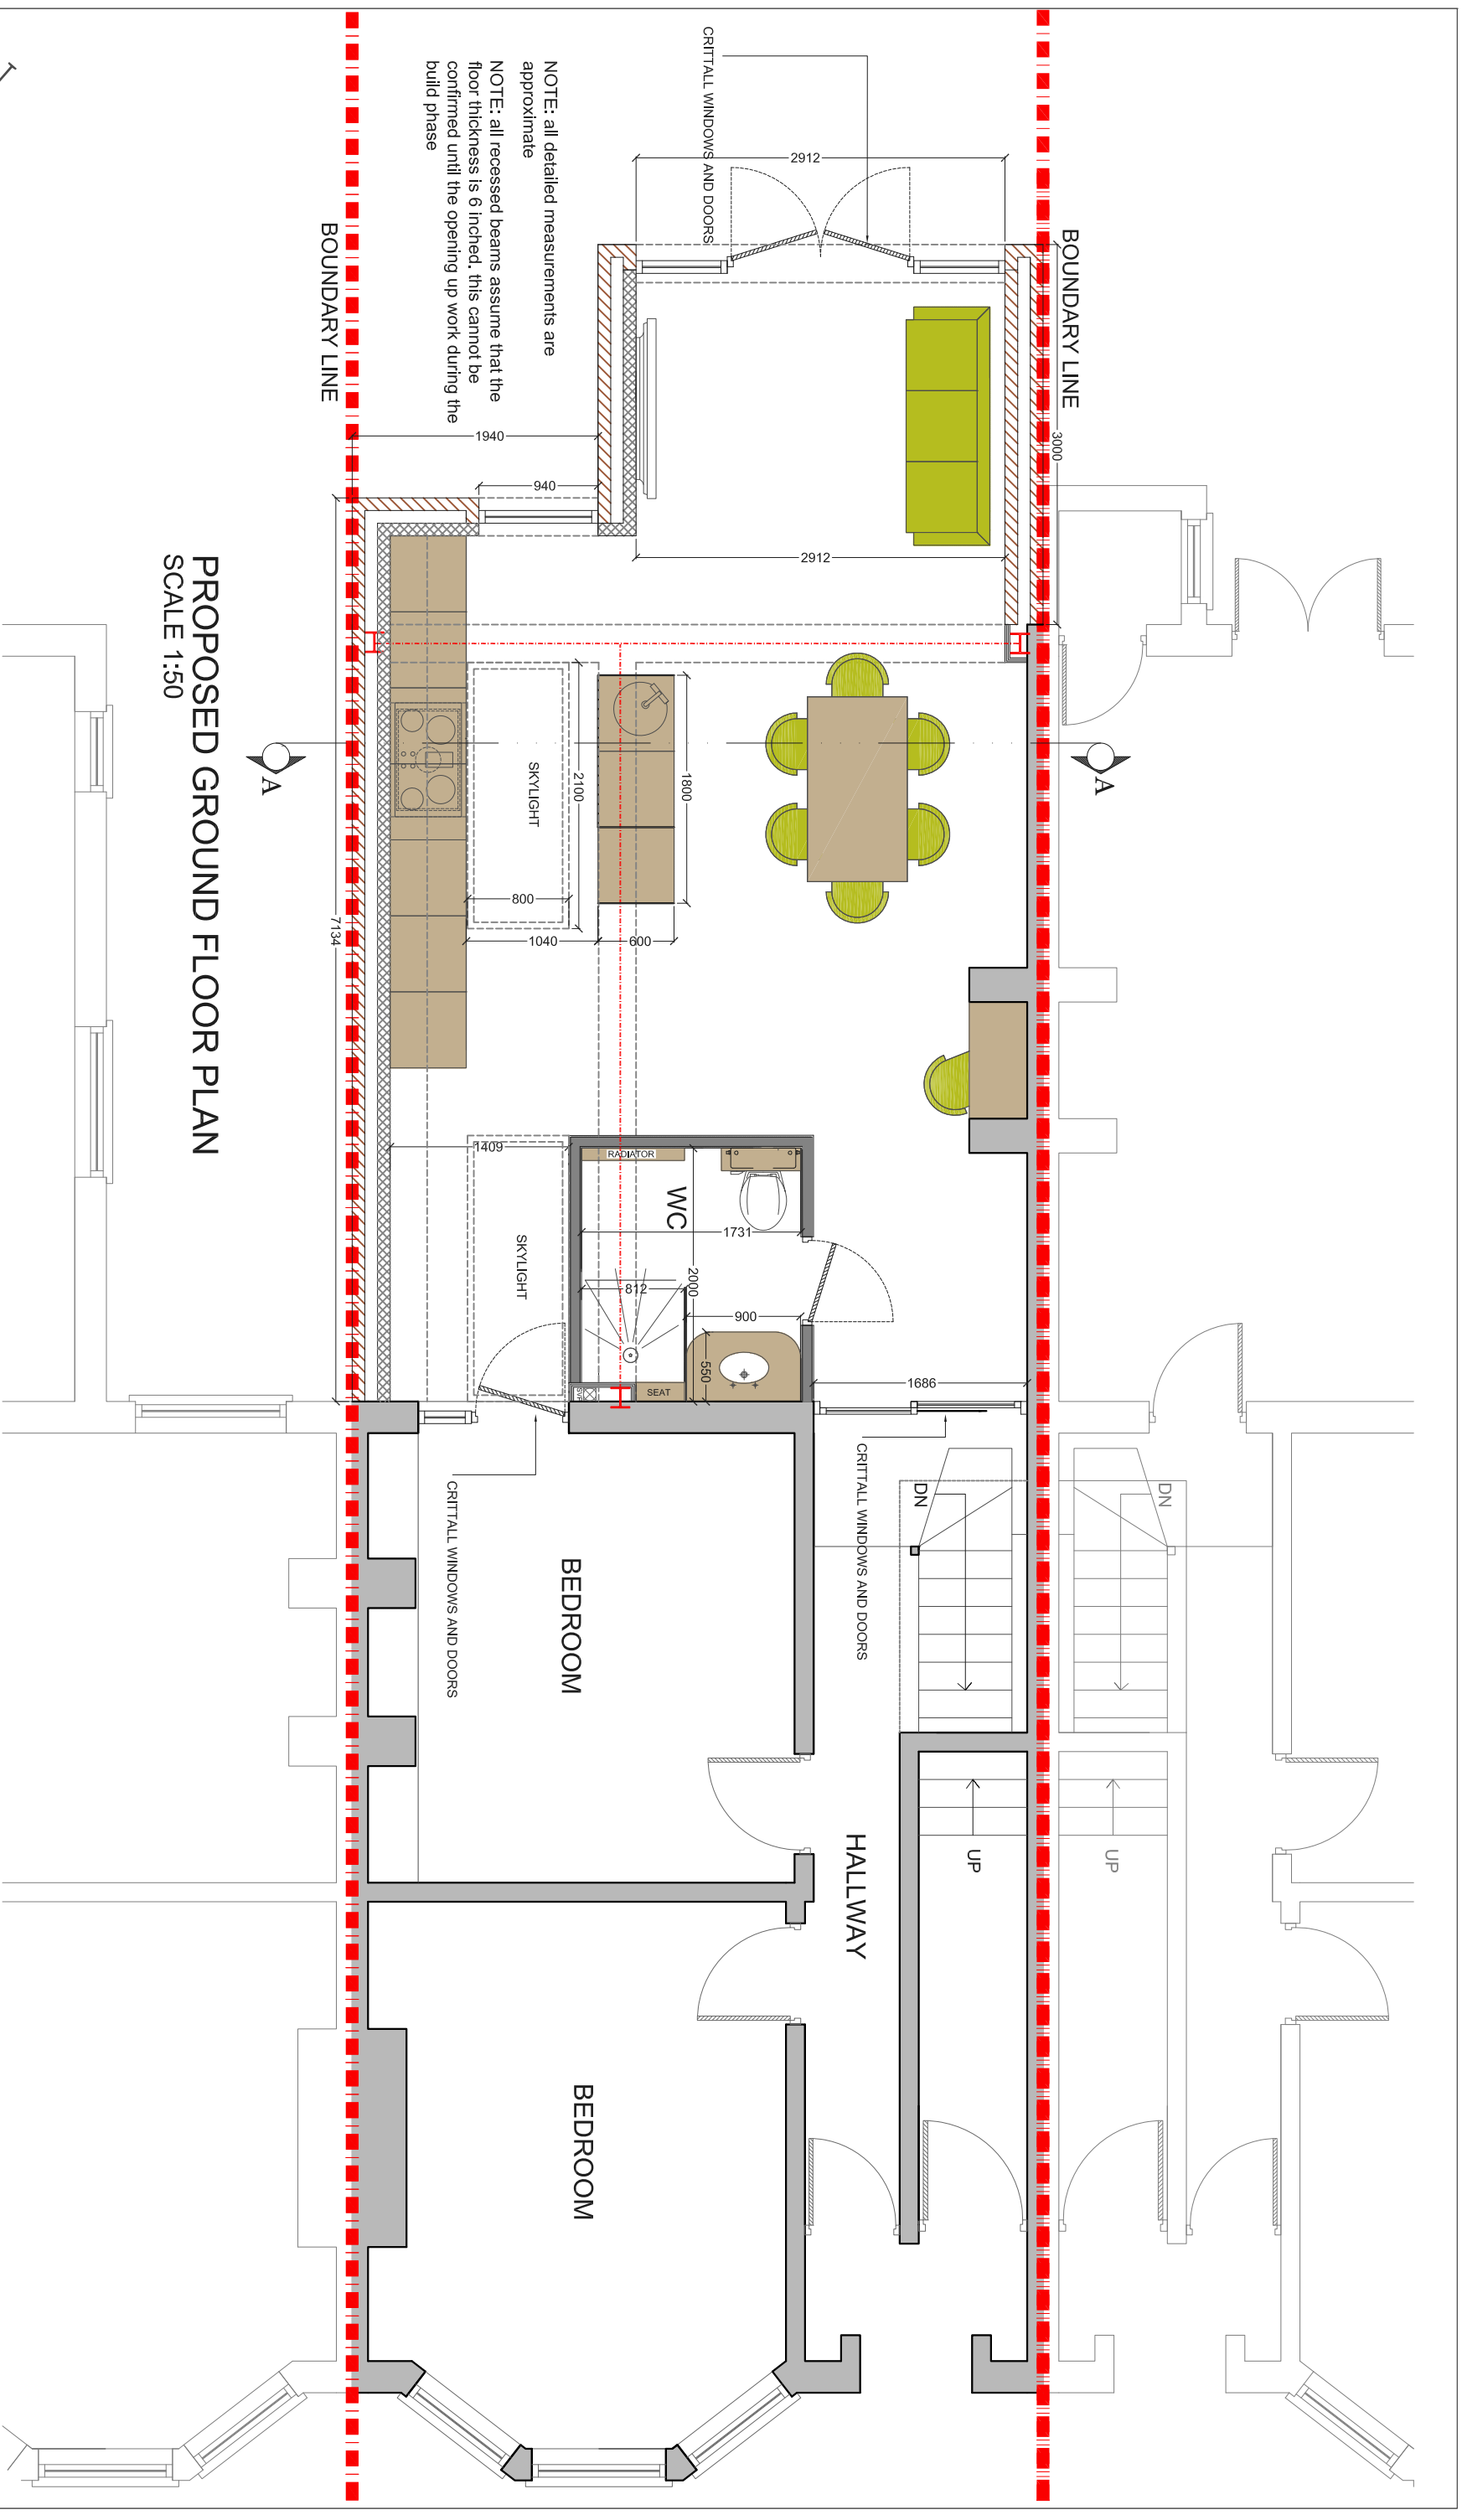 CRITTALL WINDOWS AND DOORS
NOTE: all detailed measurements are
approximate
NOTE: all recessed beams assume that the
floor thickness is 6 inched. this cannot be
confirmed until the opening up work during the
build phase
2912
BOUNDARY LINE
3000
BOUNDARY LINE
1940
940
2912
A
A
SKYLIGHT
2100
1800
800
1040
600
7134
1409
RADIATOR
WC
1731
2000
812
900
550
SKYLIGHT
SVP
SEAT
1686
CRITTALL WINDOWS AND DOORS
CRITTALL WINDOWS AND DOORS
DN
DN
BEDROOM
UP
UP
HALLWAY
BEDROOM
PROPOSED GROUND FLOOR PLAN
SCALE 1:50